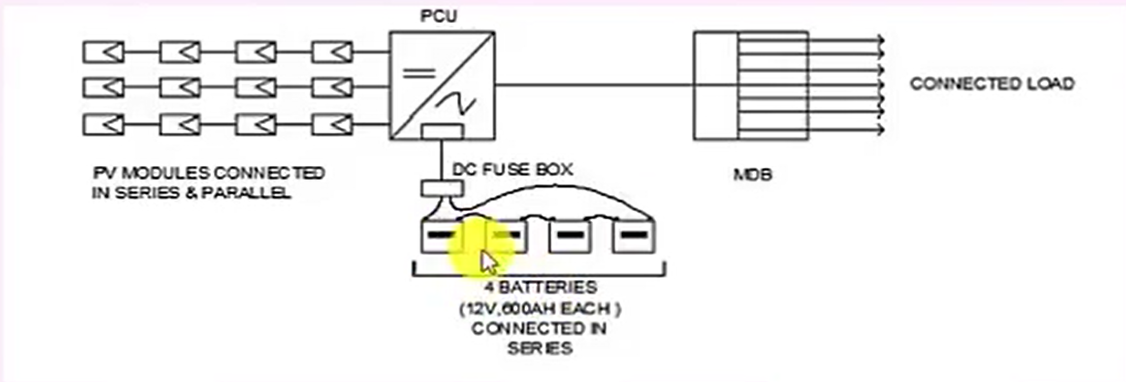 PCU
CONNECTED LOAD
PV MODULES CONNECTED
IN SERIES & PARALLEL
DC FUSE BOX
MDB
4 BATTERIES
(12V,600AH EACH )
CONNECTED IN
SERIES